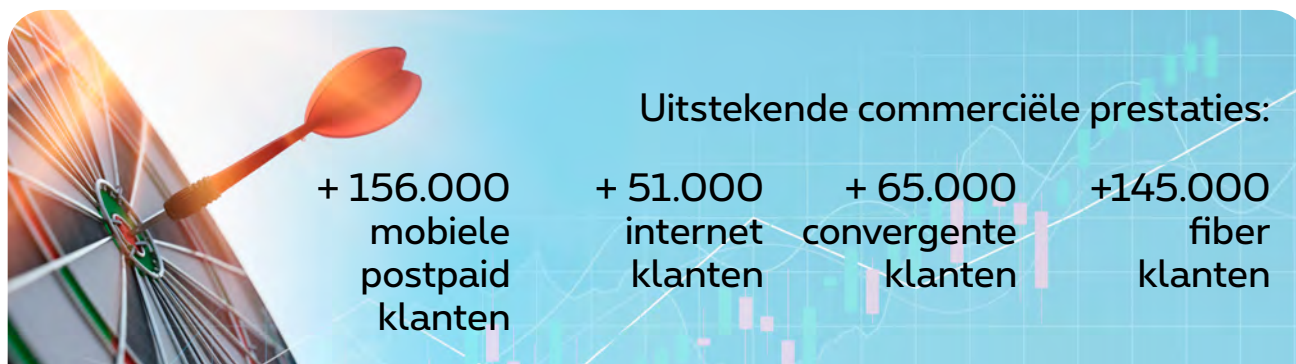 Uitstekende commerciële prestaties:
+ 156.000
mobiele
postpaid
klanten
+ 51.000
internet
klanten
+ 65.000
convergente
klanten
+145.000
fiber
klanten